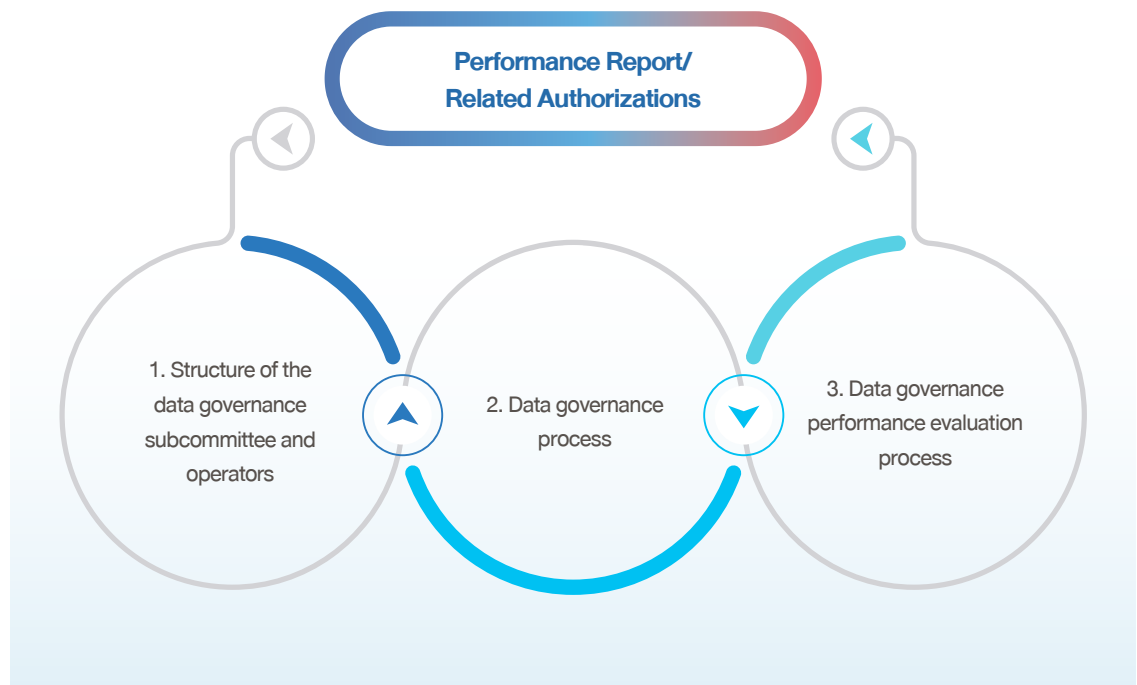 Performance Report/
Related Authorizations
1. Structure of the
data governance
subcommittee and
operators
2. Data governance
process
3. Data governance
performance evaluation
process